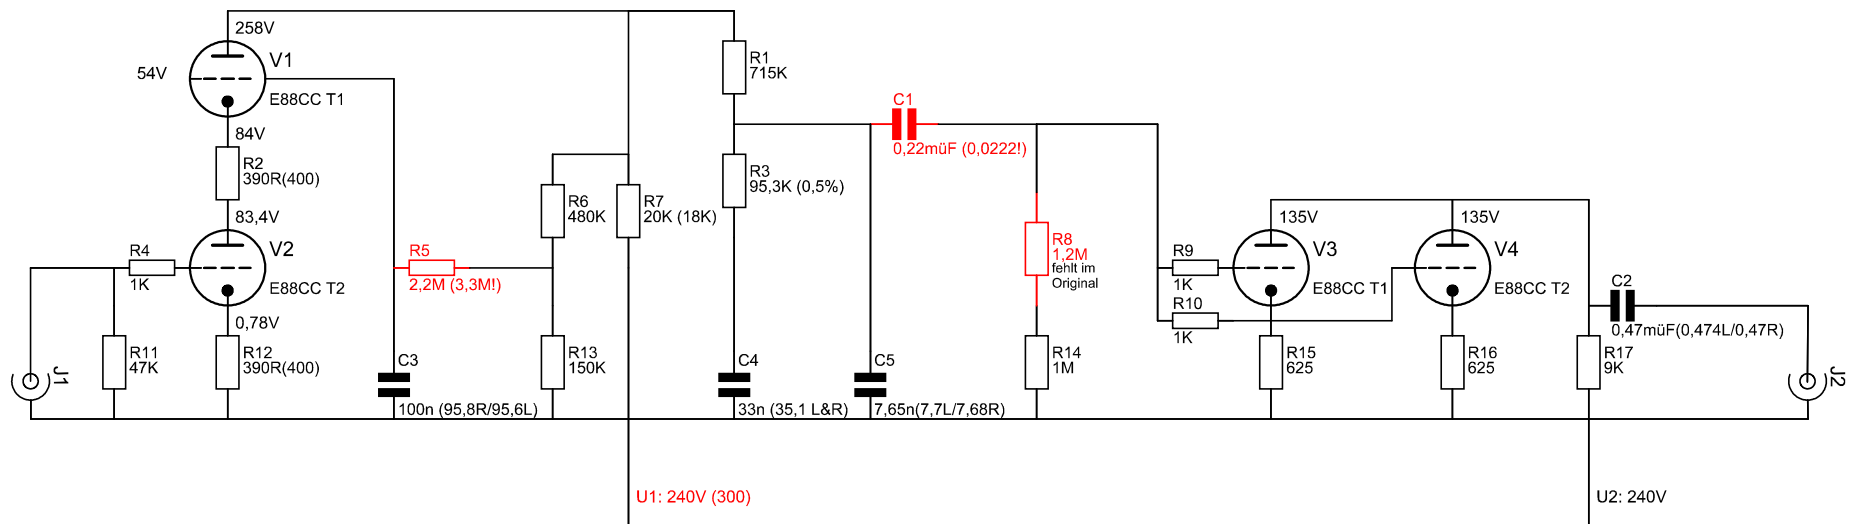 258V
V1
54V
E88CC T1
84V
R2
390R(400)
83,4V
V2
R4
1K
E88CC T2
0,78V
R11
47K
R12
390R(400)
J1
R5
2,2M (3,3M!)
C3
100n (95,8R/95,6L)
R6
480K
R7
20K (18K)
R13
150K
R1
715K
R3
95,3K (0,5%)
C4
33n (35,1 L&R)
C5
7,65n(7,7L/7,68R)
C1
0,22müF (0,0222!)
R8
1,2M
fehlt im
Original
R14
1M
R9
1K
R10
1K
135V
V3
E88CC T1
R15
625
135V
V4
E88CC T2
R16
625
C2
0,47müF(0,474L/0,47R)
R17
9K
J2
U1: 240V (300)
U2: 240V